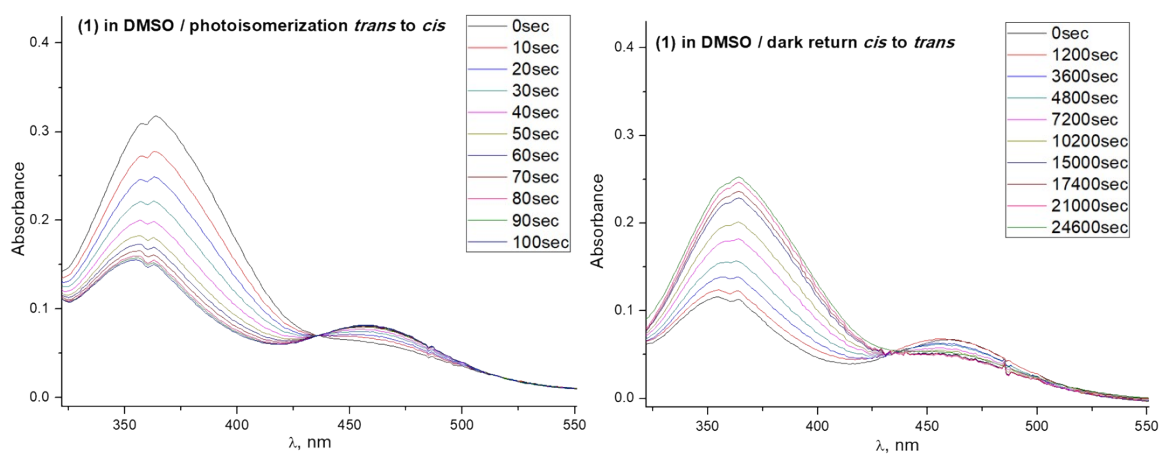 (1) in DMSO / photoisomerization trans to cis
0sec
10sec
20sec
30sec
40sec
50sec
60sec
70sec
80sec
90sec
100sec
0.4
0.3
0.2
0.1
0.0
Absorbance
350
400
450
500
550
λ, nm
(1) in DMSO / dark return cis to trans
0sec
1200sec
3600sec
4800sec
7200sec
10200sec
15000sec
17400sec
21000sec
24600sec
0.4
0.3
0.2
0.1
0.0
Absorbance
350
400
450
500
550
λ, nm